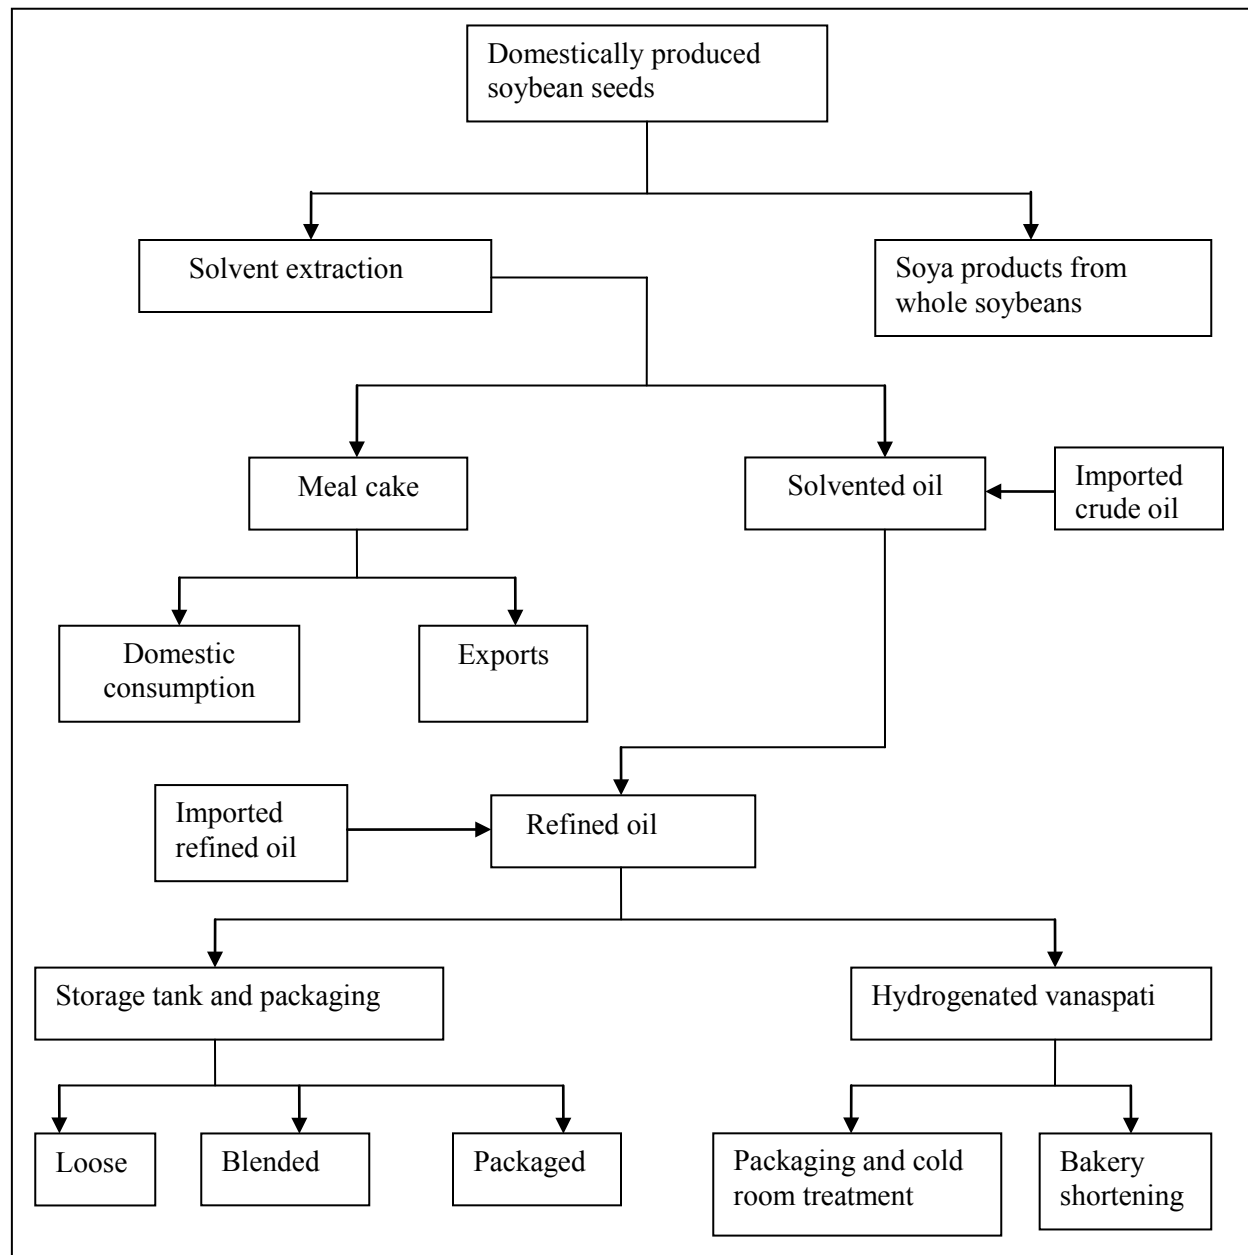 Domestically produced
soybean seeds
Solvent extraction
Soya products from
whole soybeans
Meal cake
Solvented oil
Imported
crude oil
Domestic
consumption
Exports
Imported
refined oil
Refined oil
Storage tank and packaging
Hydrogenated vanaspati
Loose
Blended
Packaged
Packaging and cold
room treatment
Bakery
shortening